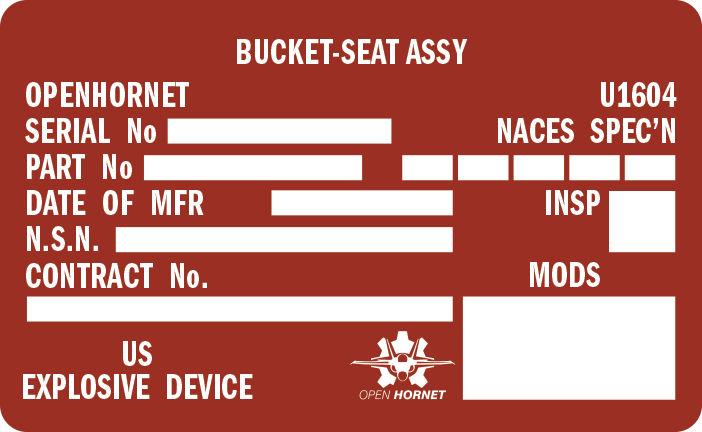 BUCKET-SEAT ASSY
OPENHORNET U1604
SERIAL No NACES SPEC'N
PART No
DATE OF MFR INSP
N.S.N.
CONTRACT No. MODS
US
EXPLOSIVE DEVICE
OPEN HORNET